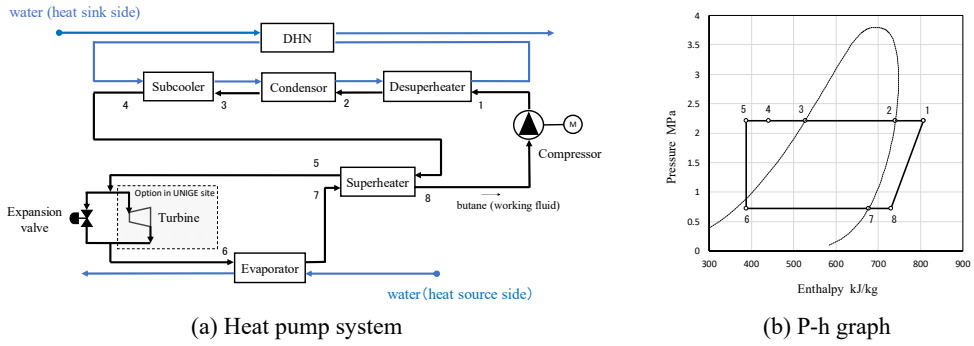 water (heat sink side)
DHN
Subcooler
Condensor
Desuperheater
4
3
2
1
M
Compressor
5
Superheater
7
8
butane (working fluid)
Option in UNIGE site
Expansion
valve
Turbine
6
Evaporator
water(heat source side)
(a) Heat pump system
Pressure MPa
4
3.5
3
2.5
2
1.5
1
0.5
0
5
4
3
2
1
6
7
8
300
400
500
600
700
800
900
Enthalpy kJ/kg
(b) P-h graph